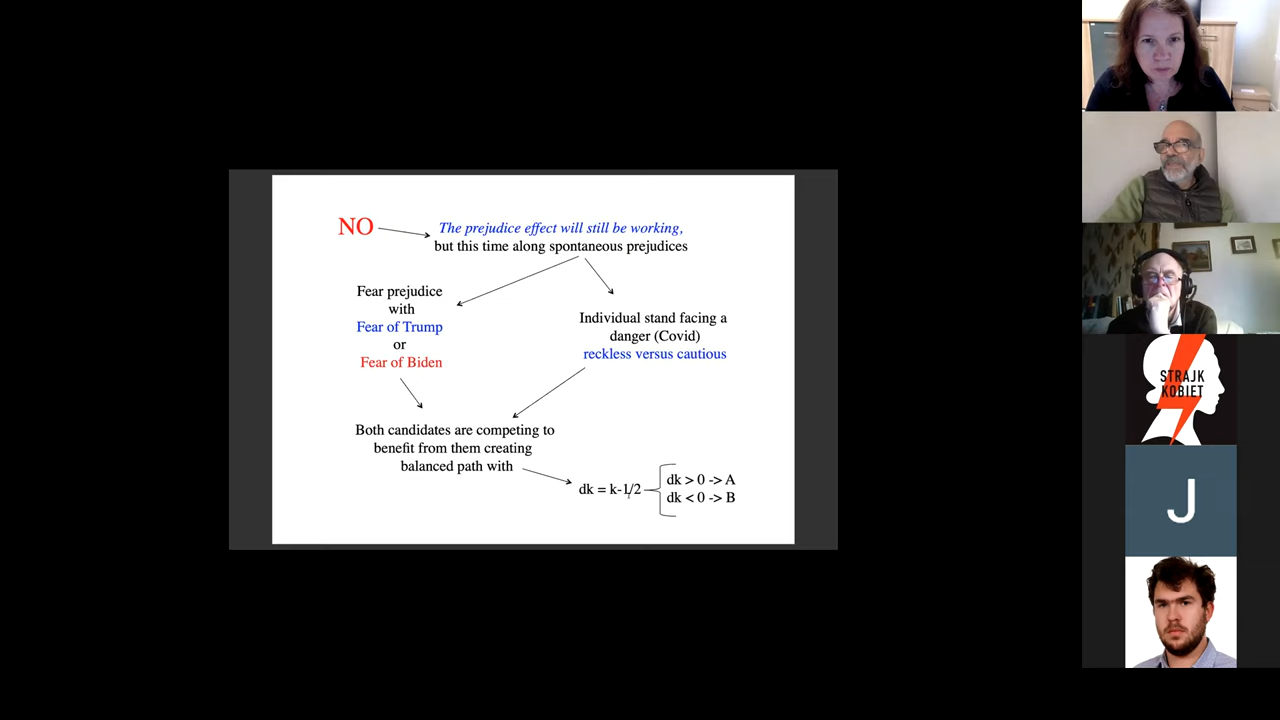 NO
The prejudice effect will still be working,
but this time along spontaneous prejudices
Fear prejudice
with
Fear of Trump
or
Fear of Biden
Individual stand facing a
danger (Covid)
reckless versus cautious
Both candidates are competing to
benefit from them creating
balanced path with
dk = k-1/2
dk > 0 -> A
dk < 0 -> B
STRAJK
KOBIET
J